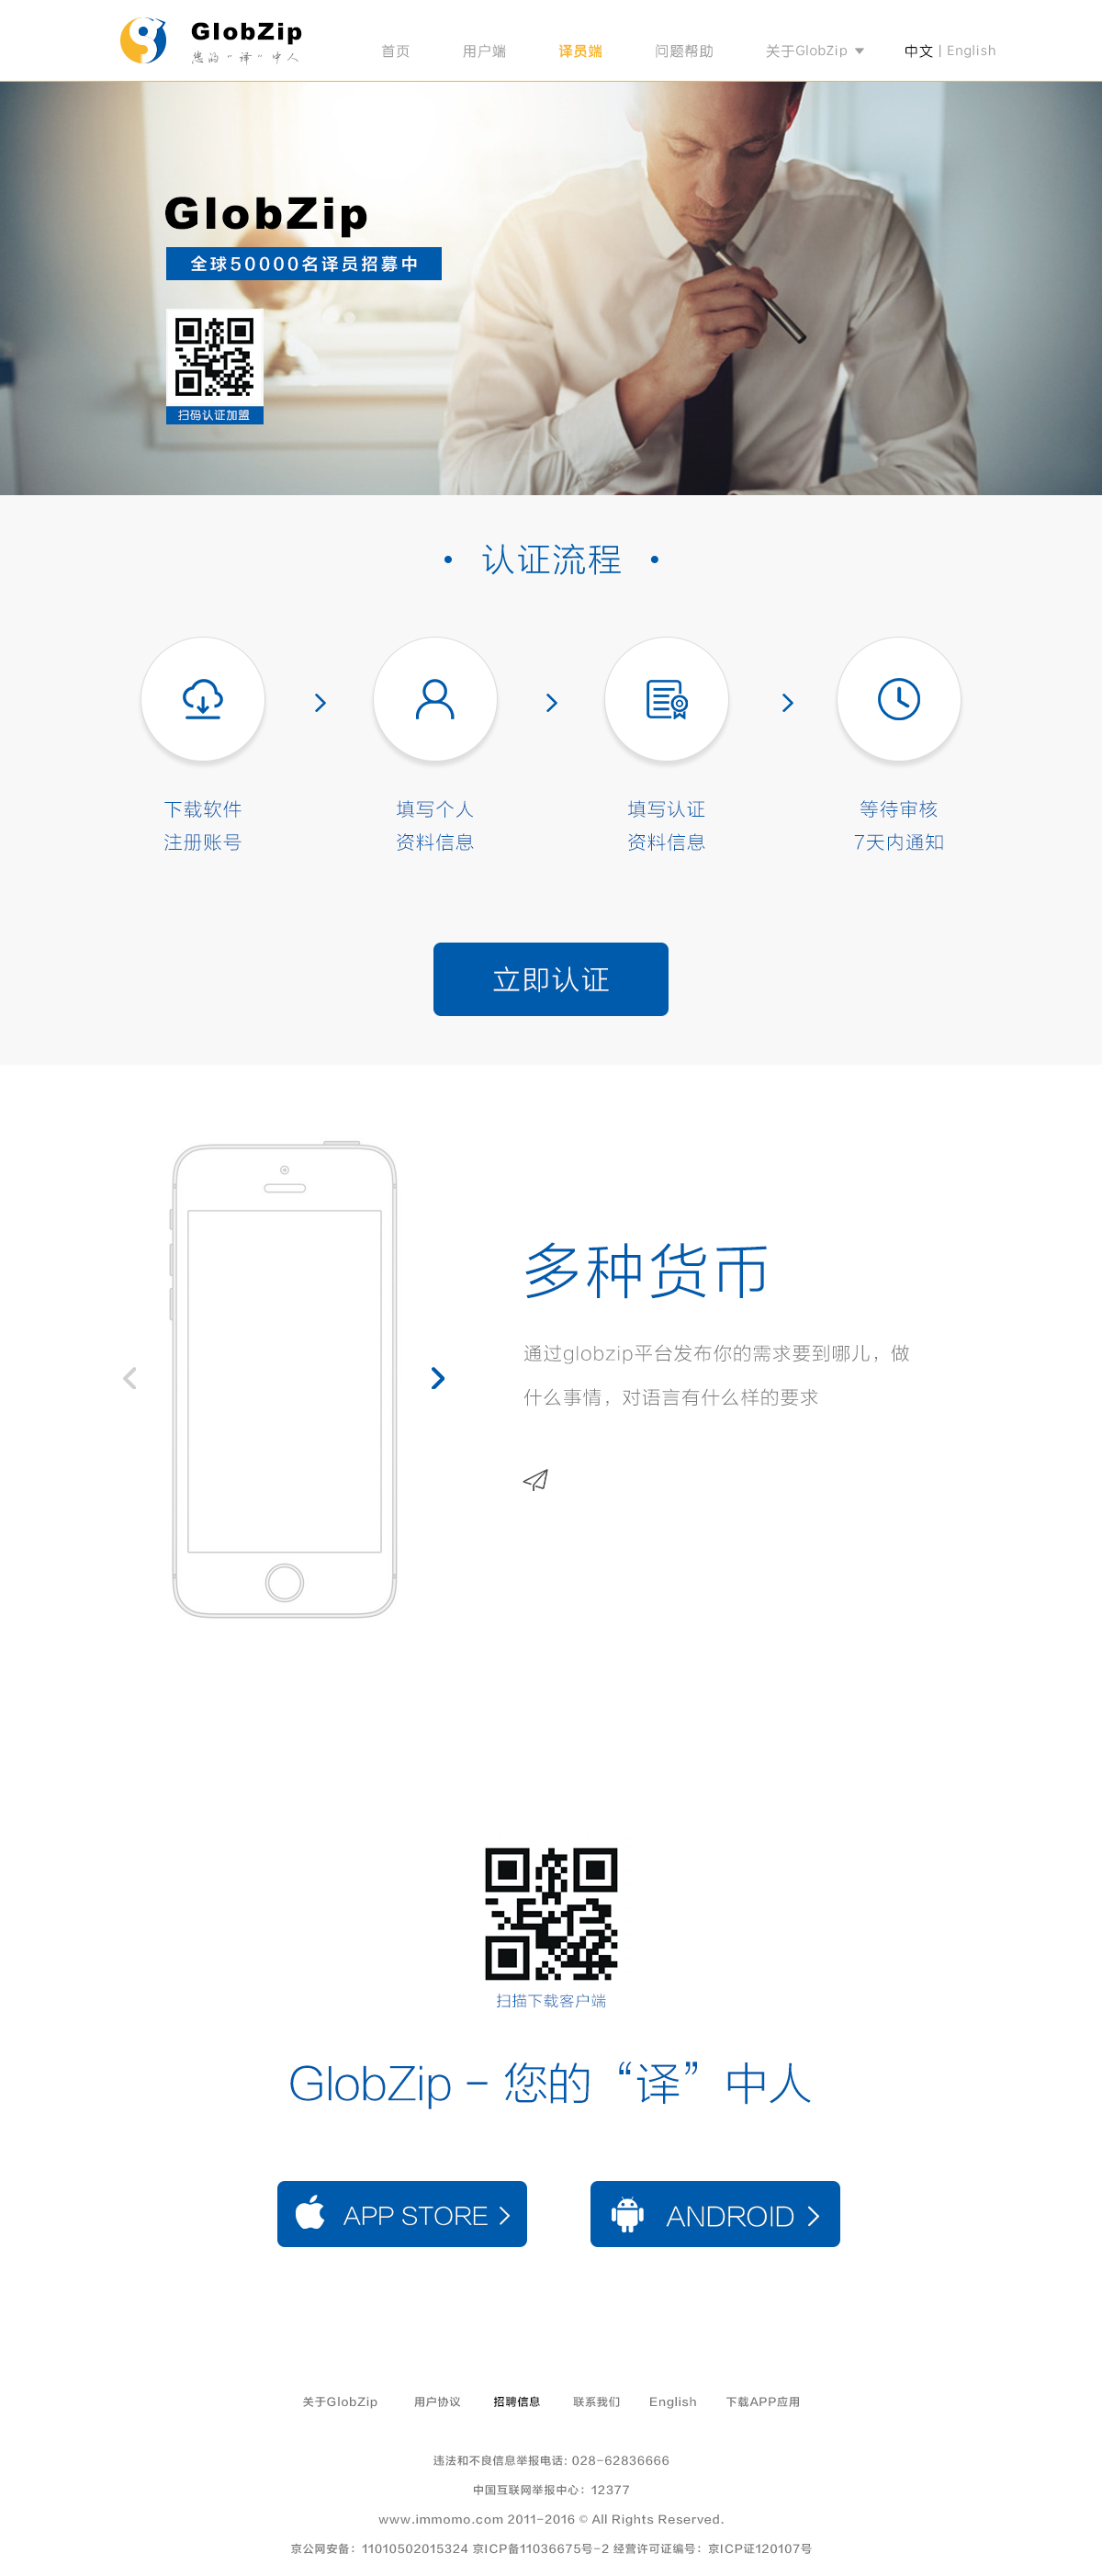 GlobZip
您的“译”中人
首页 用户端 译员端 问题帮助 关于GlobZip 中文 | English
GlobZip
全球50000名译员招募中
扫码认证加盟
· 认证流程 ·
下载软件 填写个人 填写认证 等待审核
注册账号 资料信息 资料信息 7天内通知
立即认证
多种货币
通过globzip平台发布你的需求要到哪儿，做
什么事情，对语言有什么样的要求
扫描下载客户端
GlobZip - 您的“译”中人
APP STORE ANDROID
关于GlobZip 用户协议 招聘信息 联系我们 English 下载APP应用
违法和不良信息举报电话: 028-62836666
中国互联网举报中心：12377
www.immomo.com 2011-2016 © All Rights Reserved.
京公网安备：11010502015324 京ICP备11036675号-2 经营许可证编号：京ICP证120107号